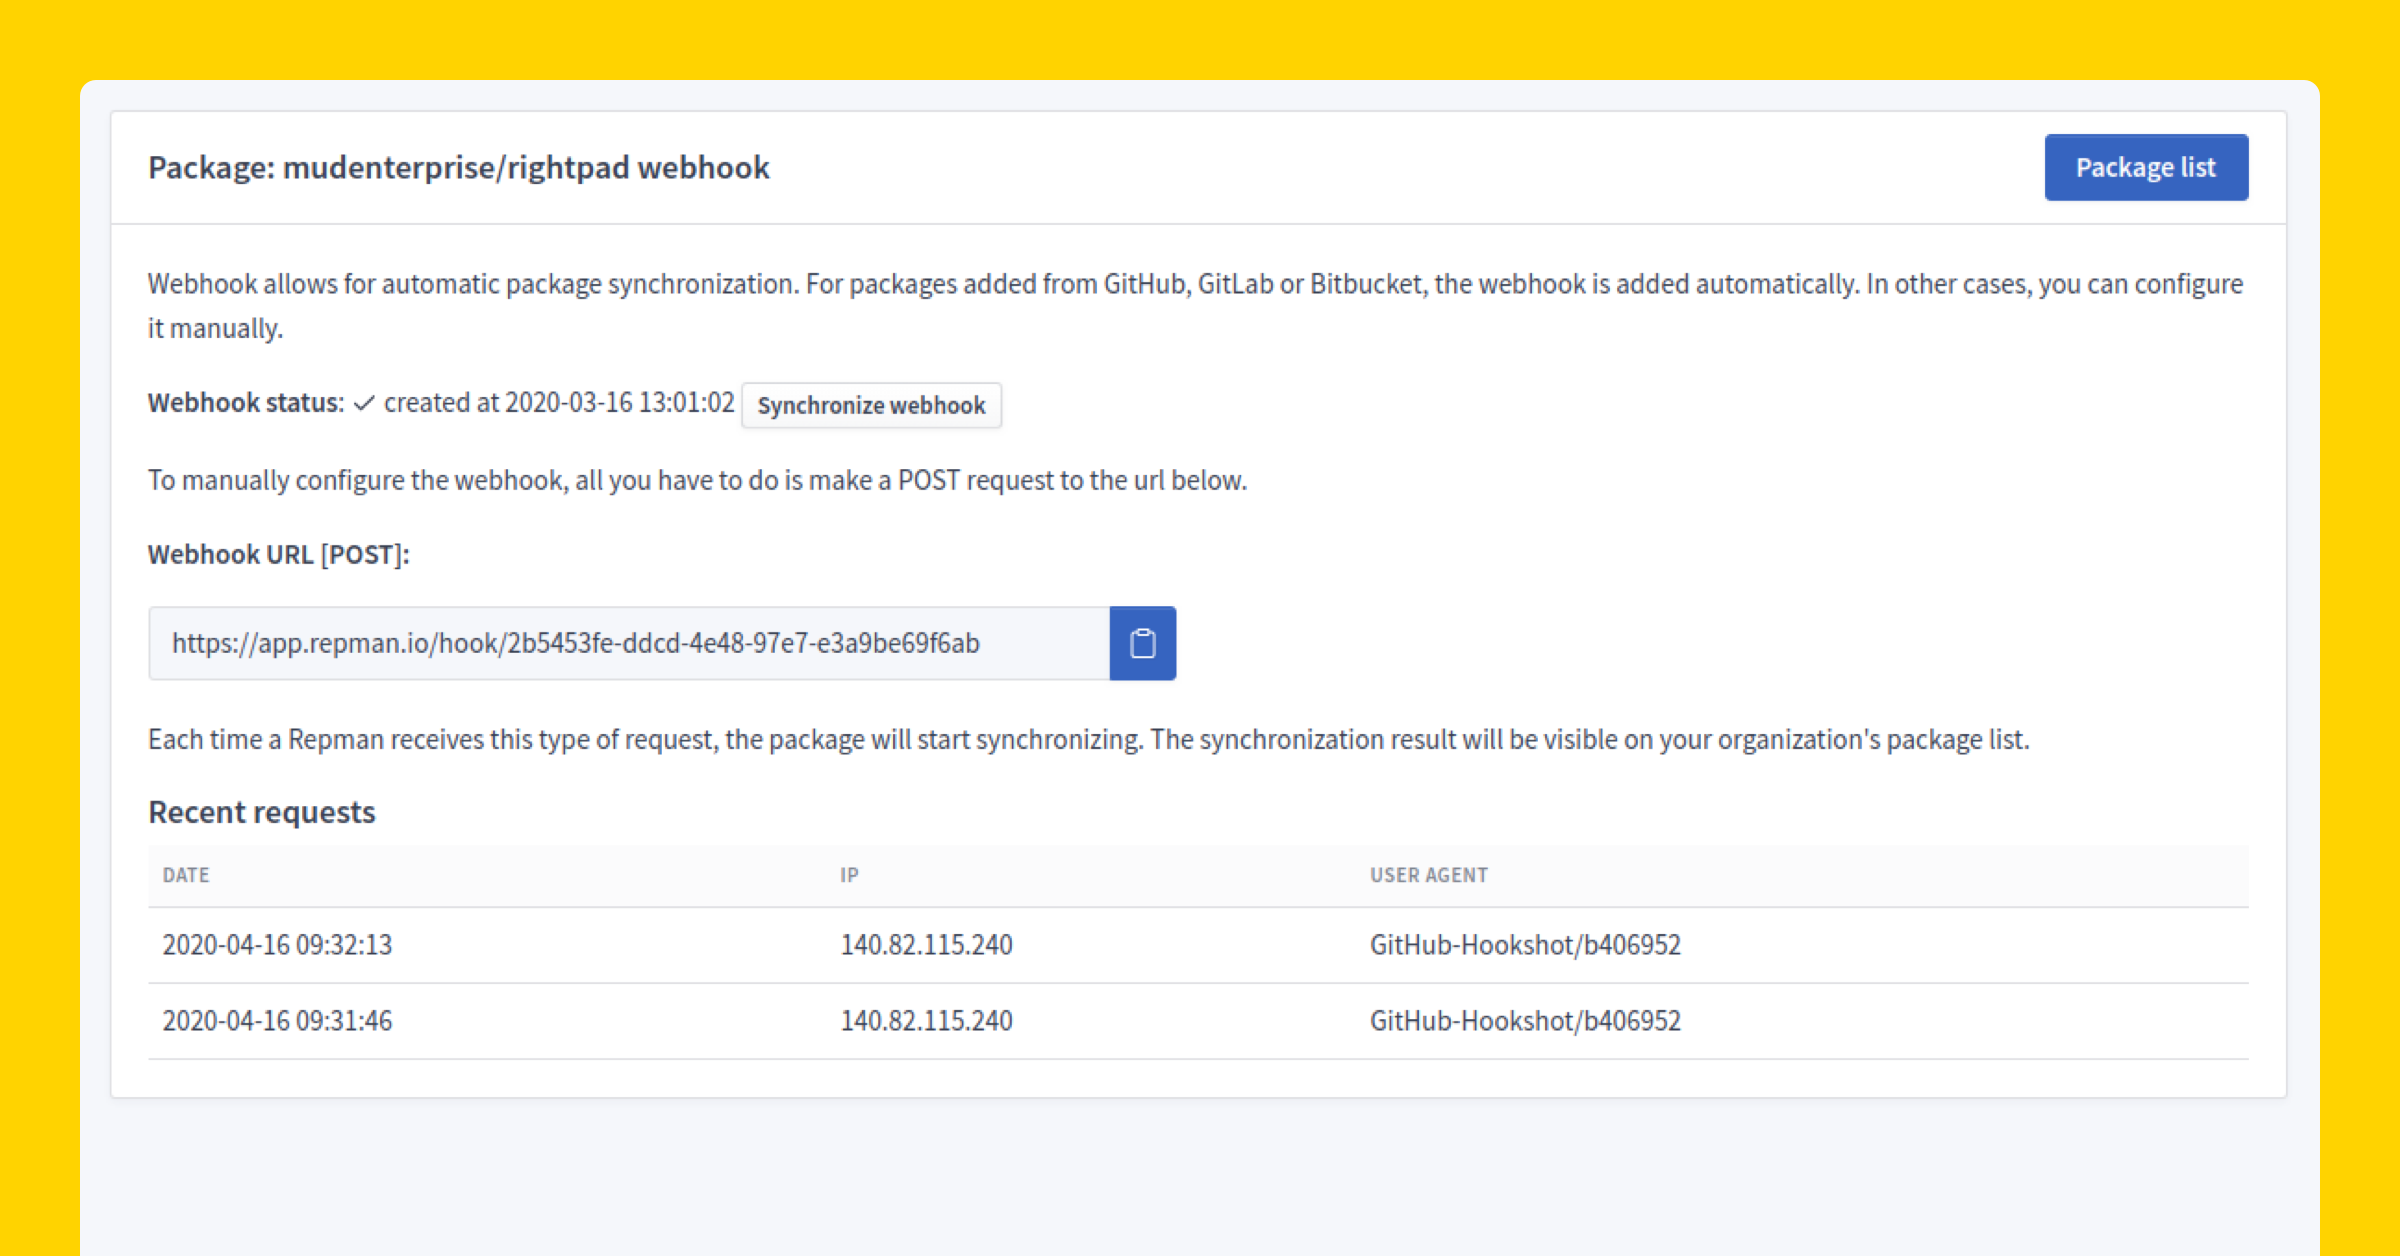 Package: mudenterprise/rightpad webhook
Package list
Webhook allows for automatic package synchronization. For packages added from GitHub, GitLab or Bitbucket, the webhook is added automatically. In other cases, you can configure
it manually.
Webhook status: ✓ created at 2020-03-16 13:01:02 Synchronize webhook
To manually configure the webhook, all you have to do is make a POST request to the url below.
Webhook URL [POST]:
https://app.repman.io/hook/2b5453fe-ddcd-4e48-97e7-e3a9be69f6ab
Each time a Repman receives this type of request, the package will start synchronizing. The synchronization result will be visible on your organization's package list.
Recent requests
DATE IP USER AGENT
2020-04-16 09:32:13 140.82.115.240 GitHub-Hookshot/b406952
2020-04-16 09:31:46 140.82.115.240 GitHub-Hookshot/b406952